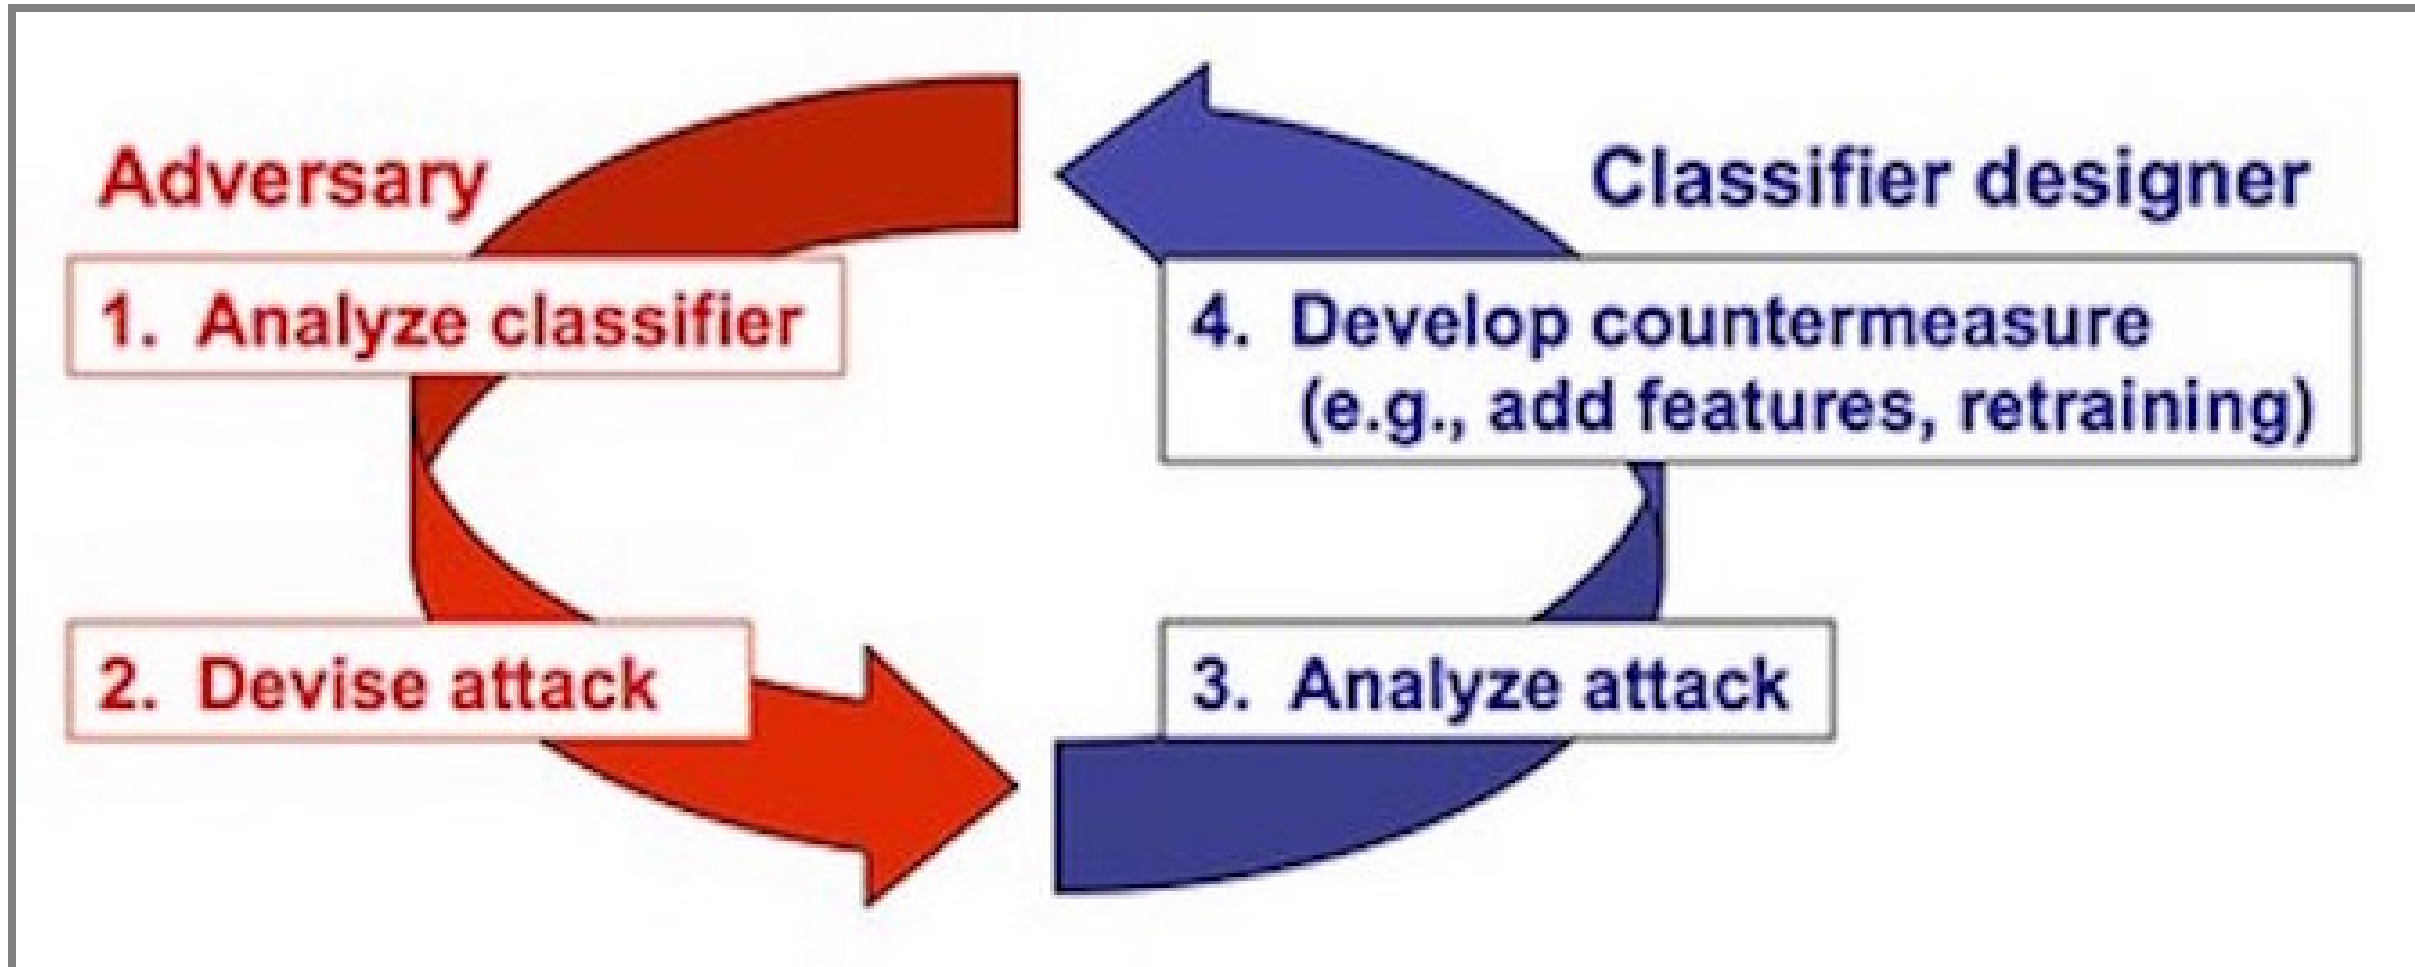 Adversary
1. Analyze classifier
2. Devise attack
Classifier designer
4. Develop countermeasure
(e.g., add features, retraining)
3. Analyze attack